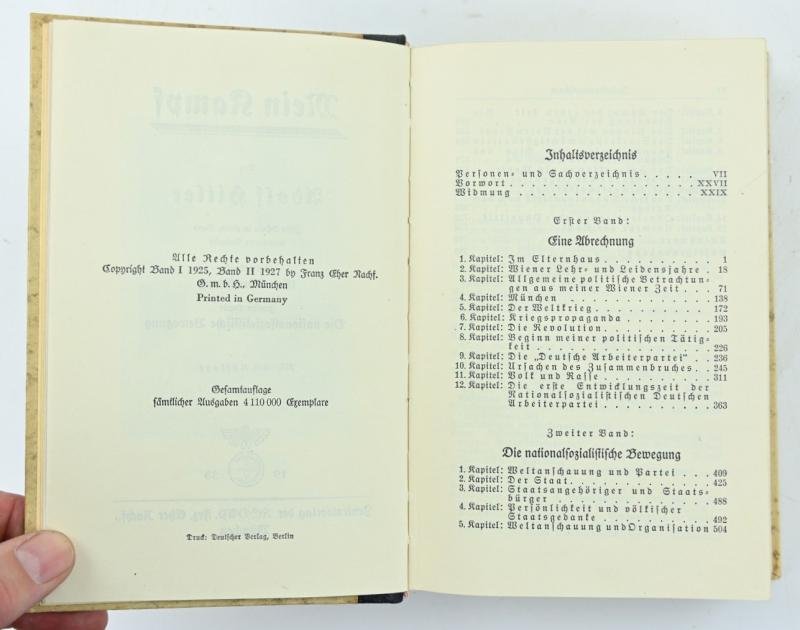 Alle Rechte vorbehalten
Copyright Band I 1925, Band II 1927 by Franz Eher Nachf.
G. m. b. H., München
Printed in Germany
Gesamtauflage
sämtlicher Ausgaben 4 110 000 Exemplare
Druck: Deutscher Verlag, Berlin
Inhaltsverzeichnis
Personen- und Sachverzeichnis . . . . . . VII
Vorwort . . . . . . . . . . . . . . . . XXVII
Widmung . . . . . . . . . . . . . . . . XXIX
Erster Band:
Eine Abrechnung
1. Kapitel: Im Elternhaus . . . . . . . . . . 1
2. Kapitel: Wiener Lehr- und Leidensjahre . 18
3. Kapitel: Allgemeine politische Betrachtun-
gen aus meiner Wiener Zeit . . . 71
4. Kapitel: München . . . . . . . . . . . 138
5. Kapitel: Der Weltkrieg . . . . . . . . . 172
6. Kapitel: Kriegspropaganda . . . . . . . 193
7. Kapitel: Die Revolution . . . . . . . . . 205
8. Kapitel: Beginn meiner politischen Tätig-
keit . . . . . . . . . . . . . . 226
9. Kapitel: Die „Deutsche Arbeiterpartei“ . . 236
10. Kapitel: Ursachen des Zusammenbruches . . 245
11. Kapitel: Volk und Rasse . . . . . . . . 311
12. Kapitel: Die erste Entwicklungszeit der
Nationalsozialistischen Deutschen
Arbeiterpartei . . . . . . . . . 363
Zweiter Band:
Die nationalsozialistische Bewegung
1. Kapitel: Weltanschauung und Partei . . . 409
2. Kapitel: Der Staat . . . . . . . . . . . 425
3. Kapitel: Staatsangehöriger und Staats-
bürger . . . . . . . . . . . . . 488
4. Kapitel: Persönlichkeit und völkischer
Staatsgedanke . . . . . . . . . 492
5. Kapitel: Weltanschauung und Organisation 504